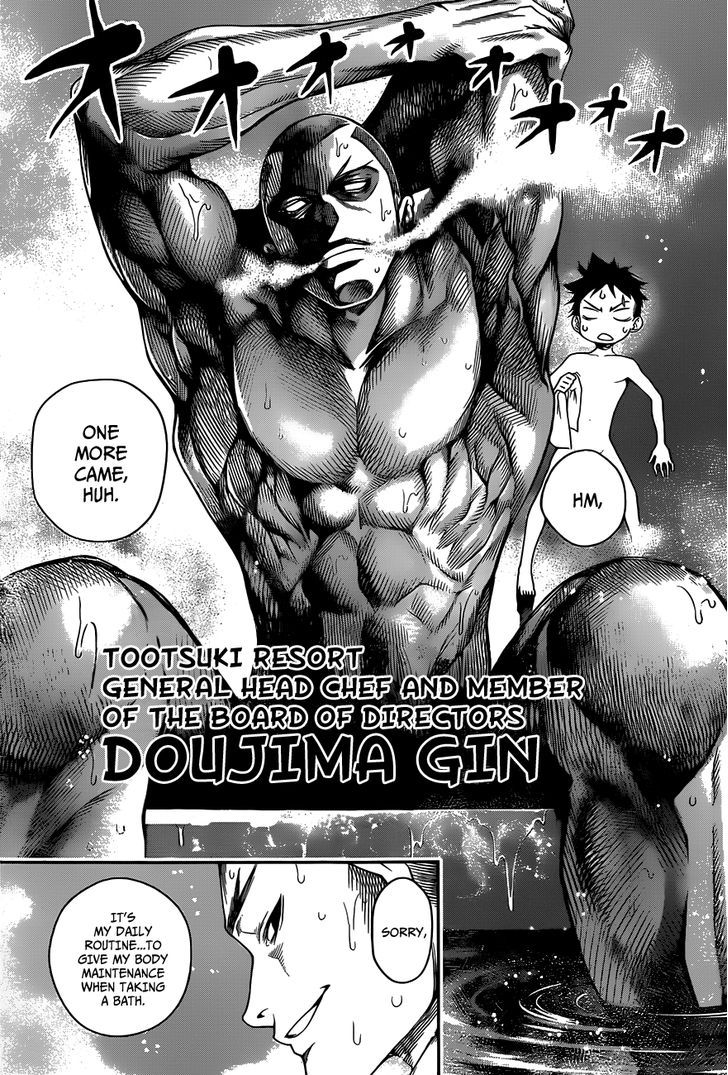 オオオオオオオオオ
HM,
ONE
MORE
CAME,
HUH.
TOOTSUKI RESORT
GENERAL HEAD CHEF AND MEMBER
OF THE BOARD OF DIRECTORS
DOUJIMA GIN
SORRY,
IT'S
MY DAILY
ROUTINE...TO
GIVE MY BODY
MAINTENANCE
WHEN TAKING
A BATH.